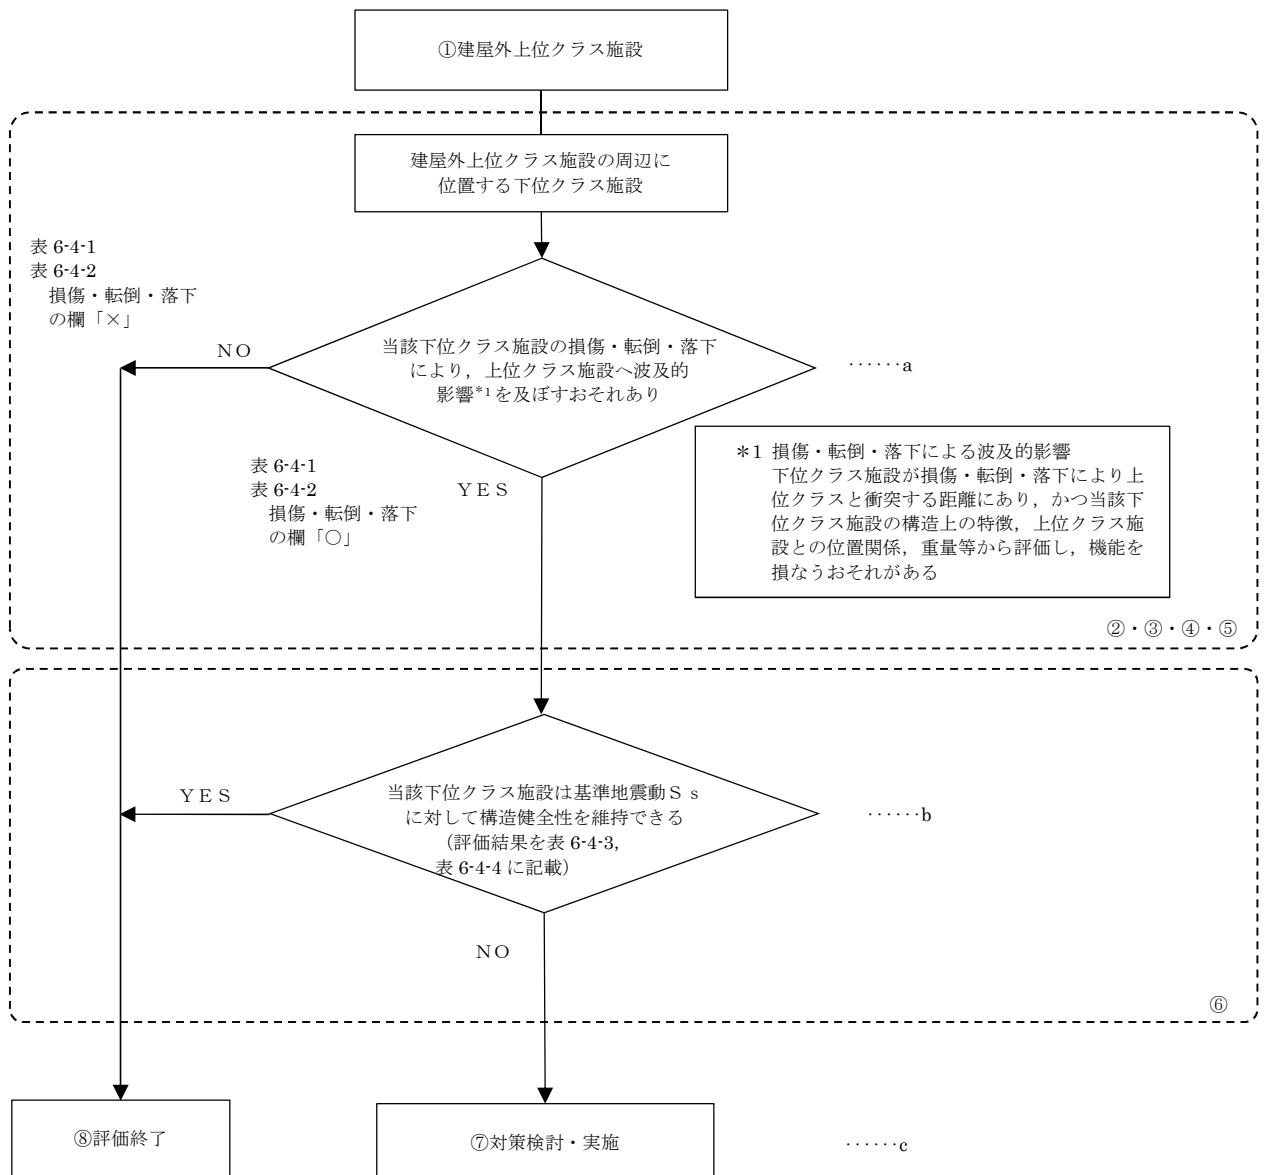 ①建屋外上位クラス施設
建屋外上位クラス施設の周辺に
位置する下位クラス施設
表 6-4-1
表 6-4-2
損傷・転倒・落下
の欄「×」
NO
当該下位クラス施設の損傷・転倒・落下
により，上位クラス施設へ波及的
影響*1を及ぼすおそれあり
······a
表 6-4-1
表 6-4-2
損傷・転倒・落下
の欄「○」
YES
＊1 損傷・転倒・落下による波及的影響
下位クラス施設が損傷・転倒・落下により上
位クラスと衝突する距離にあり，かつ当該下
位クラス施設の構造上の特徴，上位クラス施
設との位置関係，重量等から評価し，機能を
損なうおそれがある
②・③・④・⑤
YES
当該下位クラス施設は基準地震動Ｓｓ
に対して構造健全性を維持できる
（評価結果を表 6-4-3,
表 6-4-4 に記載）
······b
NO
⑥
⑧評価終了
⑦対策検討・実施
······c